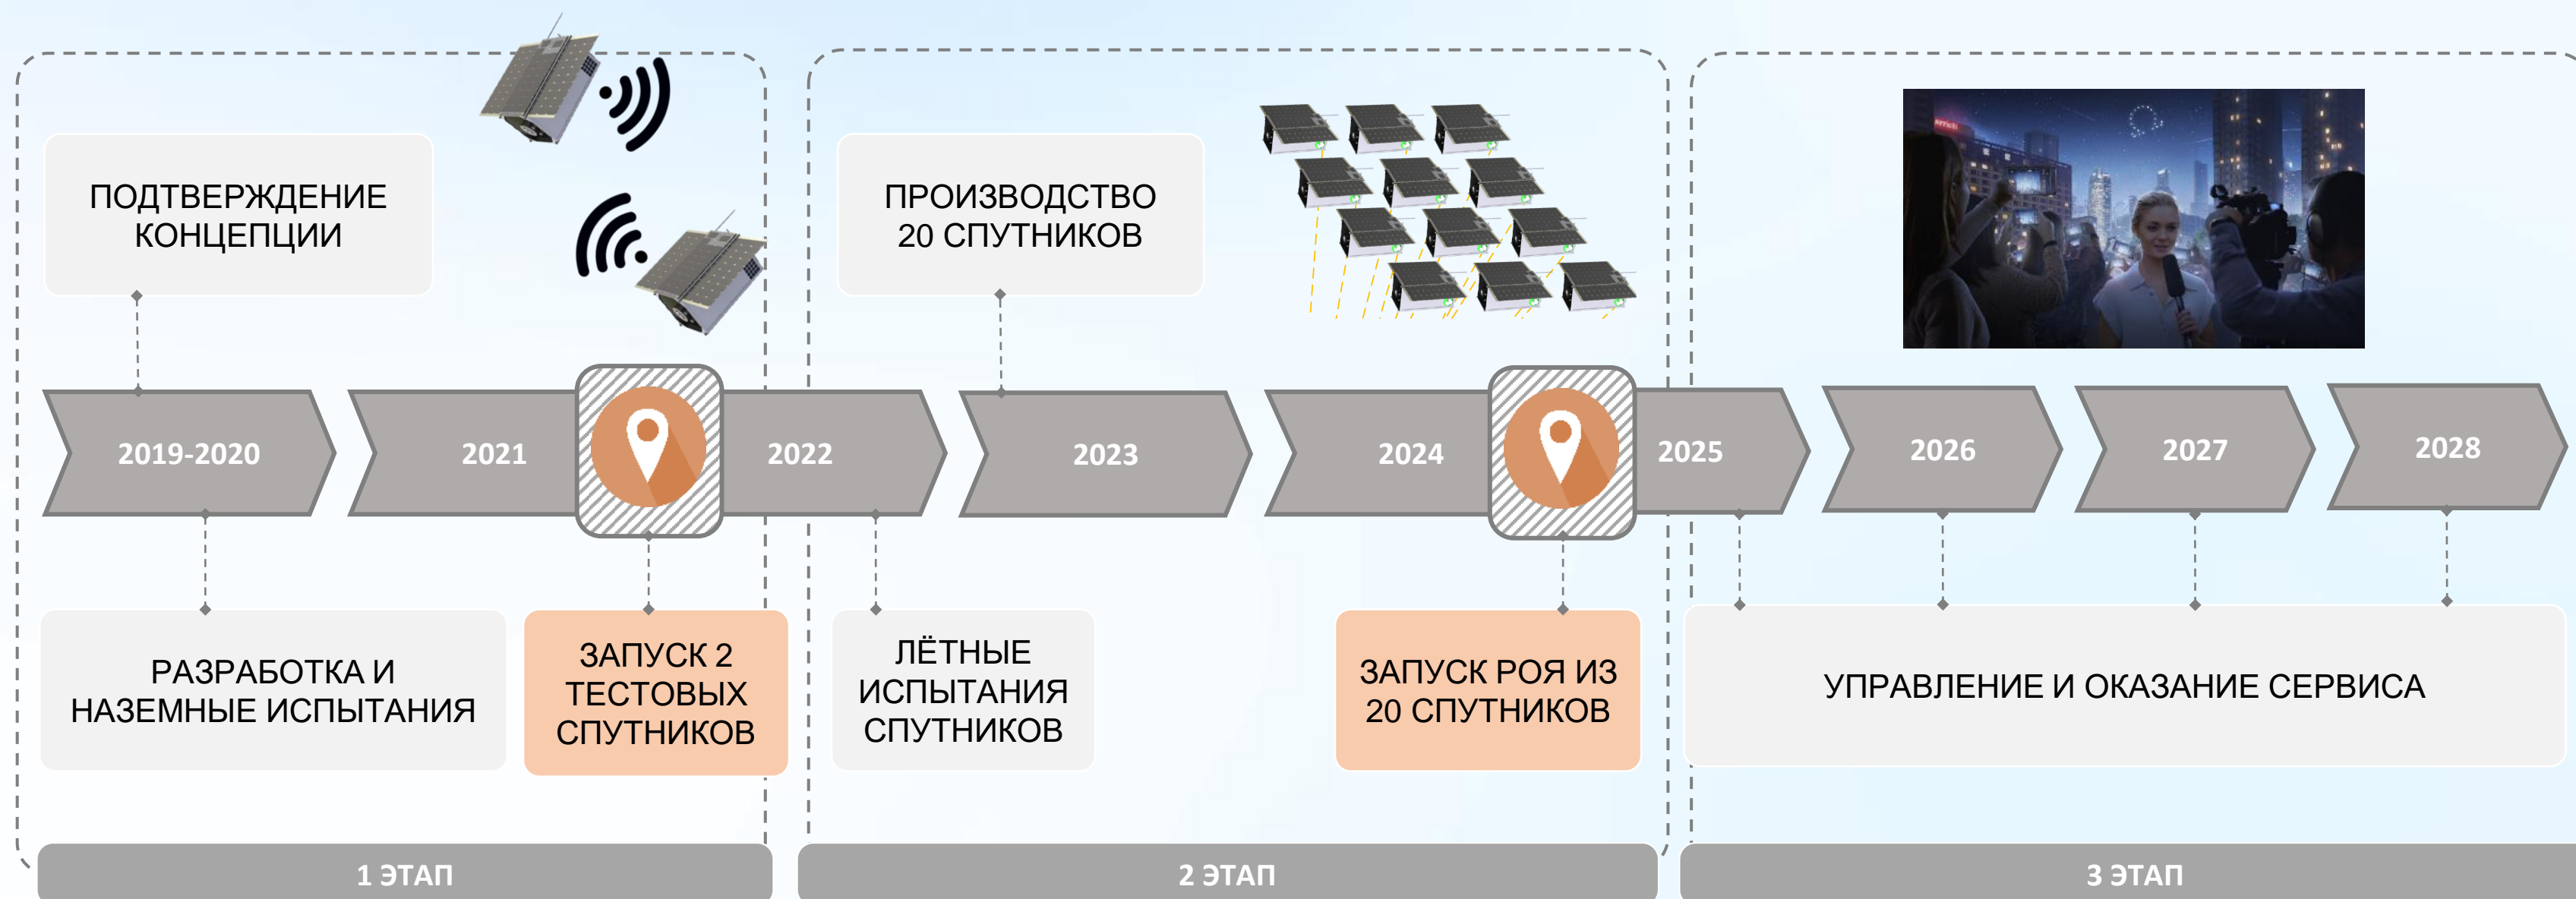 ПОДТВЕРЖДЕНИЕ
КОНЦЕПЦИИ
ПРОИЗВОДСТВО
20 СПУТНИКОВ
2019-2020
2021
2022
2023
2024
2025
2026
2027
2028
РАЗРАБОТКА И
НАЗЕМНЫЕ ИСПЫТАНИЯ
ЗАПУСК 2
ТЕСТОВЫХ
СПУТНИКОВ
ЛЁТНЫЕ
ИСПЫТАНИЯ
СПУТНИКОВ
ЗАПУСК РОЯ ИЗ
20 СПУТНИКОВ
УПРАВЛЕНИЕ И ОКАЗАНИЕ СЕРВИСА
1 ЭТАП
2 ЭТАП
3 ЭТАП